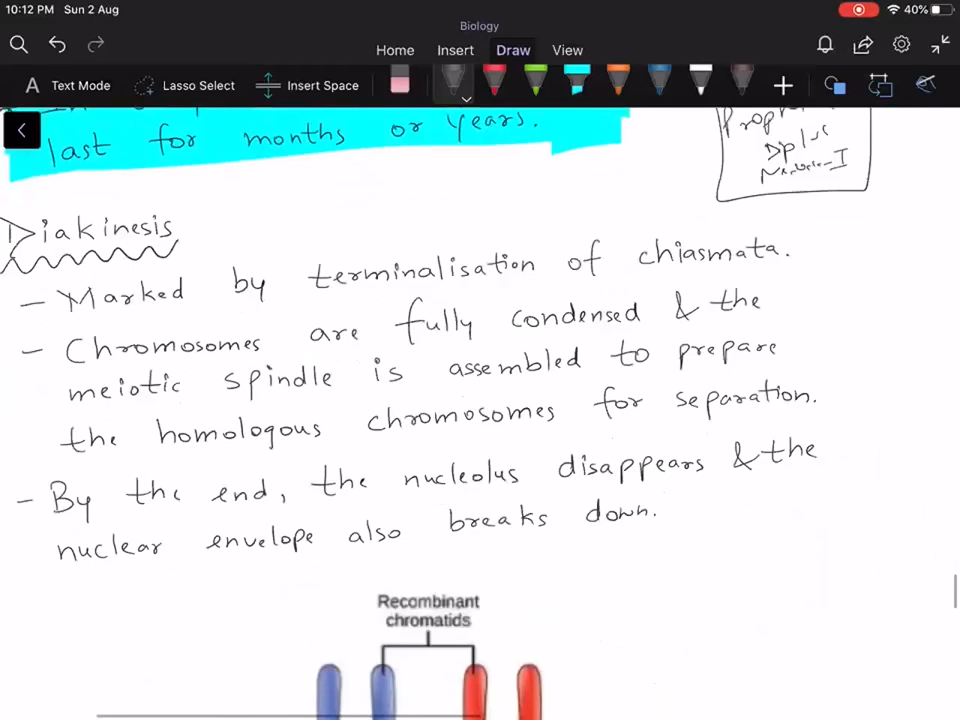 10:12 PM Sun 2 Aug
40%
Biology
Home Insert Draw View
Text Mode Lasso Select Insert Space
last for months or years.
Diakinesis
- Marked by terminalisation of chiasmata.
- Chromosomes are fully condensed & the
meiotic spindle is assembled to prepare
the homologous chromosomes for separation.
- By the end, the nucleolus disappears & the
nuclear envelope also breaks down.
Recombinant
chromatids